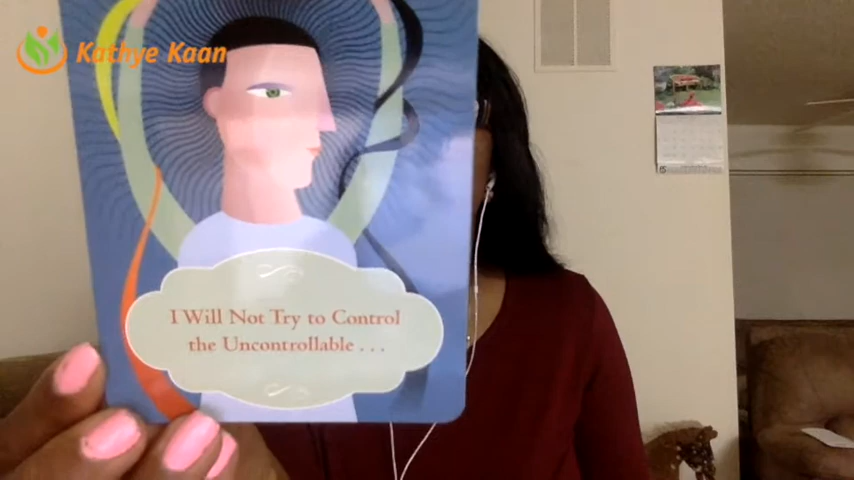 Kathye Kaan
I Will Not Try to Control
the Uncontrollable . . .